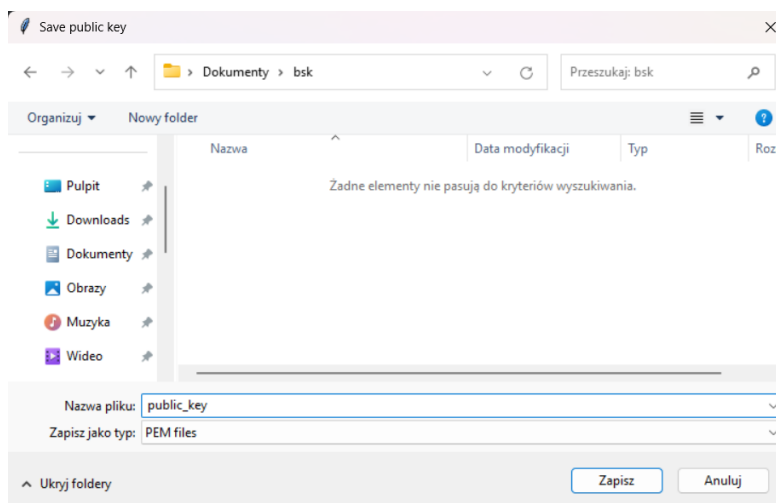 Save public key
Dokumenty > bsk
Przeszukaj: bsk
Organizuj
Nowy folder
?
Nazwa
Data modyfikacji
Typ
Roz
Żadne elementy nie pasują do kryteriów wyszukiwania.
Pulpit
Downloads
Dokumenty
Obrazy
Muzyka
Wideo
Nazwa pliku: public_key
Zapisz jako typ: PEM files
Ukryj foldery
Zapisz
Anuluj